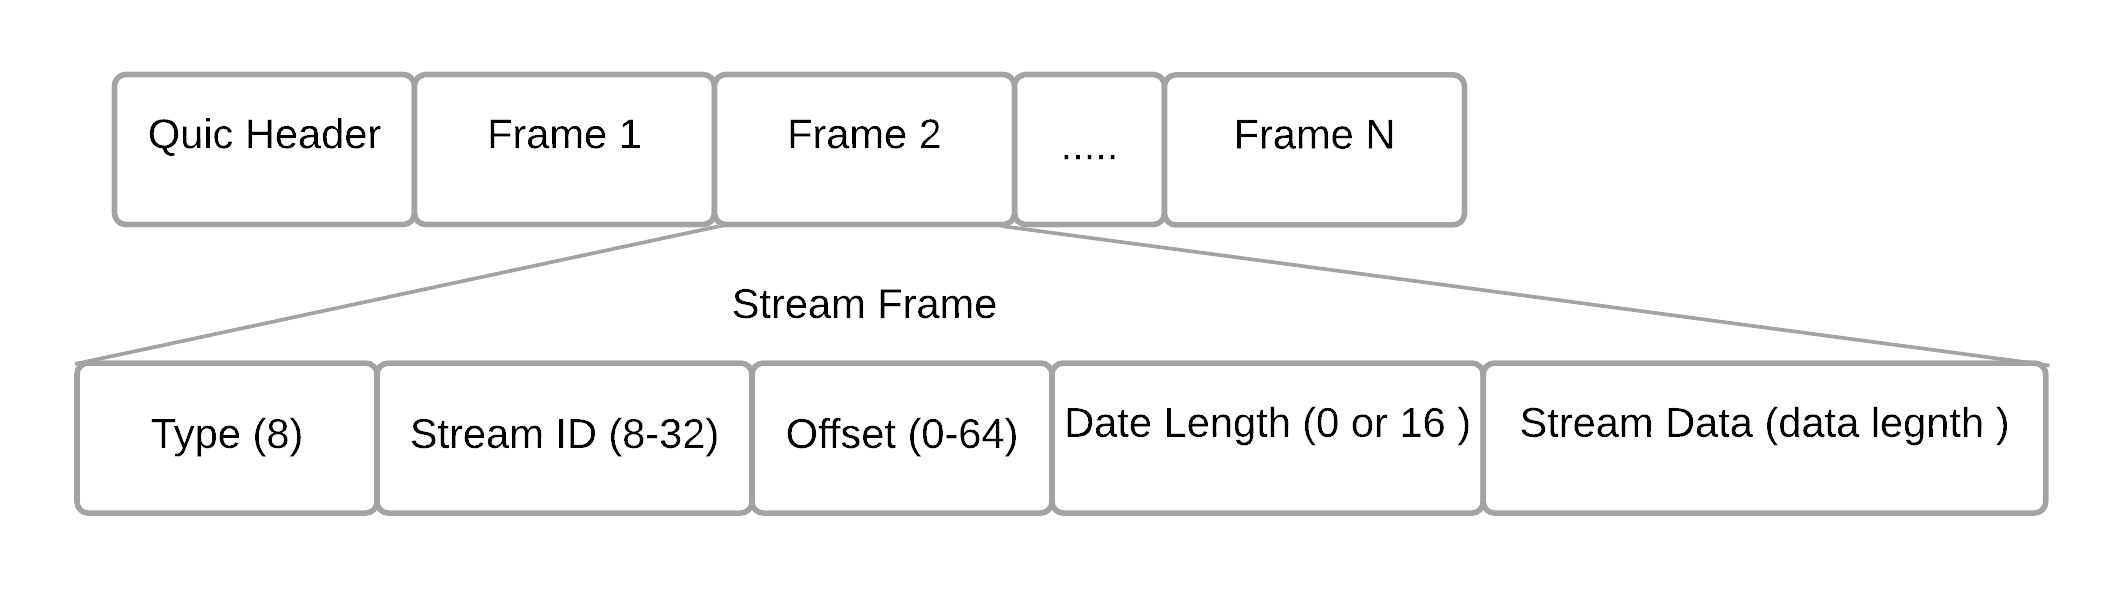 Quic Header
Frame 1
Frame 2
.....
Frame N
Stream Frame
Type (8)
Stream ID (8-32)
Offset (0-64)
Date Length (0 or 16 )
Stream Data (data legnth )